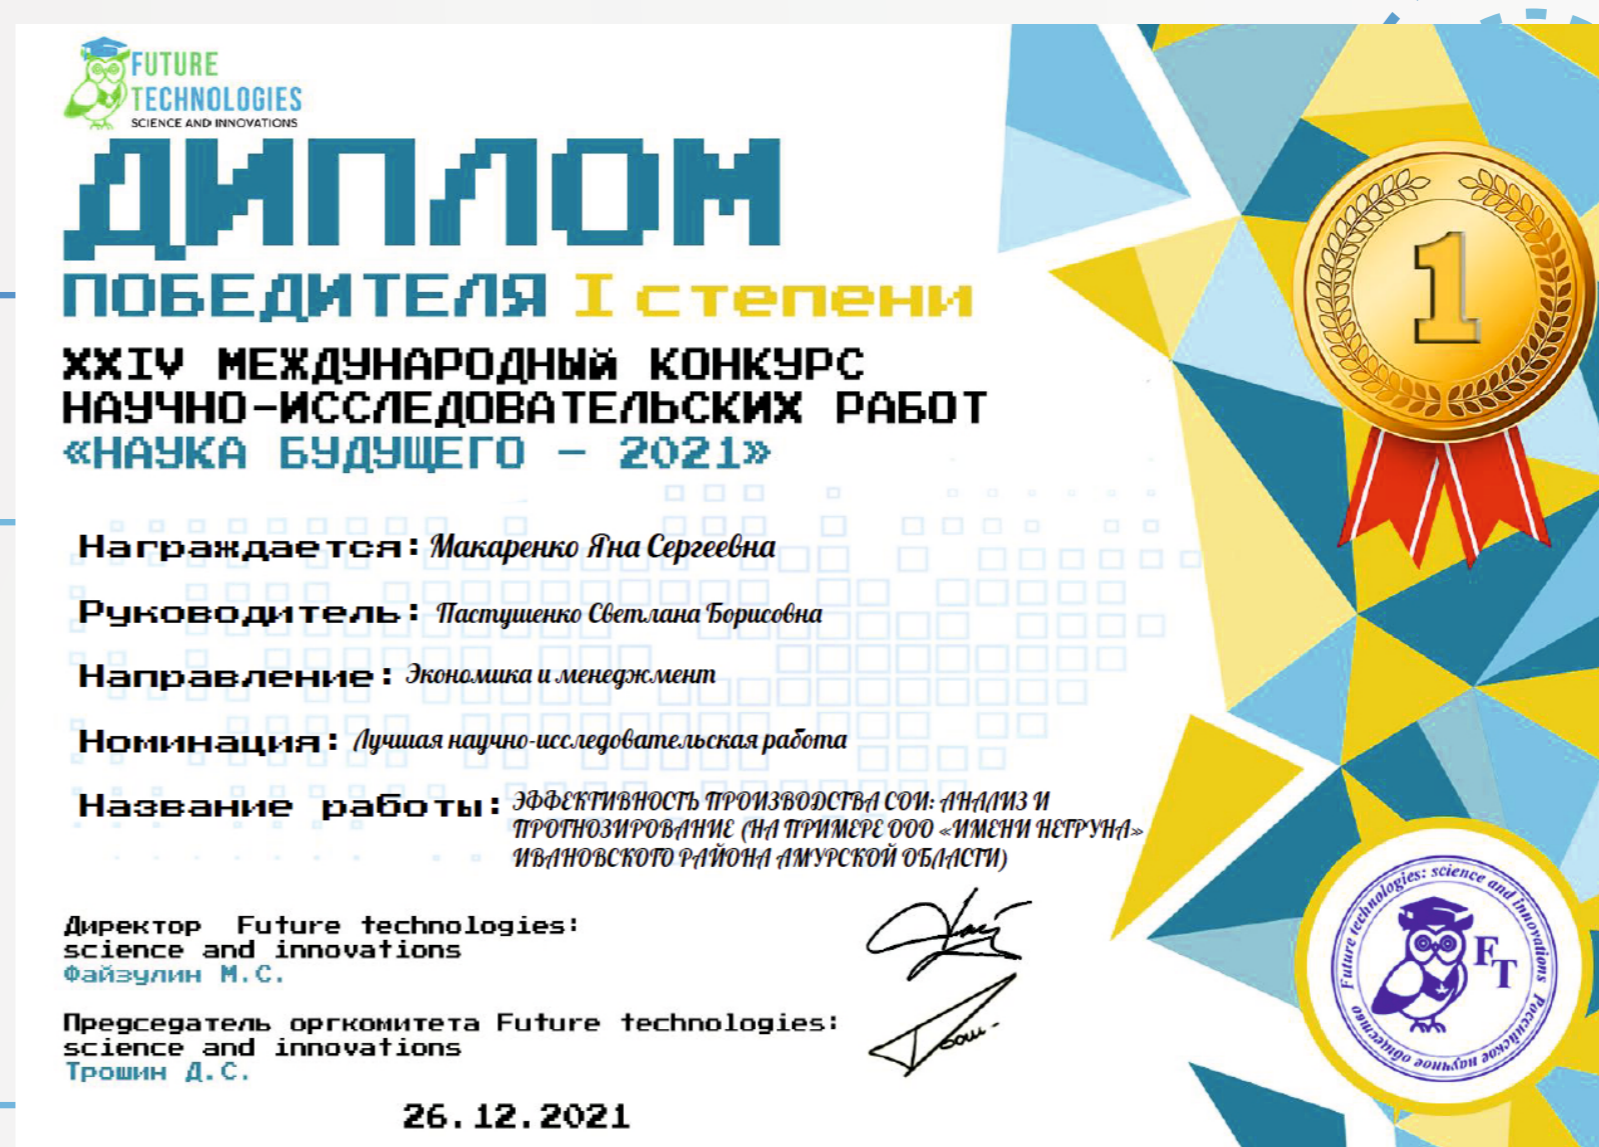 FUTURE
TECHNOLOGIES
SCIENCE AND INNOVATIONS
ДИПЛОМ
ПОБЕДИТЕЛЯ I степени
XXIV МЕЖДУНАРОДНЫЙ КОНКУРС
НАУЧНО-ИССЛЕДОВАТЕЛЬСКИХ РАБОТ
«НАУКА БУДУЩЕГО – 2021»
1
Награждается: Макаренко Яна Сергеевна
Руководитель: Пастушенко Светлана Борисовна
Направление: Экономика и менеджмент
Номинация: Лучшая научно-исследовательская работа
Название работы: ЭФФЕКТИВНОСТЬ ПРОИЗВОДСТВА СОИ: АНАЛИЗ И
ПРОГНОЗИРОВАНИЕ (НА ПРИМЕРЕ ООО «ИМЕНИ НЕГРУНА»
ИВАНОВСКОГО РАЙОНА АМУРСКОЙ ОБЛАСТИ)
Директор Future technologies:
science and innovations
Файзулин М.С.
Председатель оргкомитета Future technologies:
science and innovations
Трошин Д.С.
26.12.2021
Future technologies: science and innovations
Российское научное общество
FT